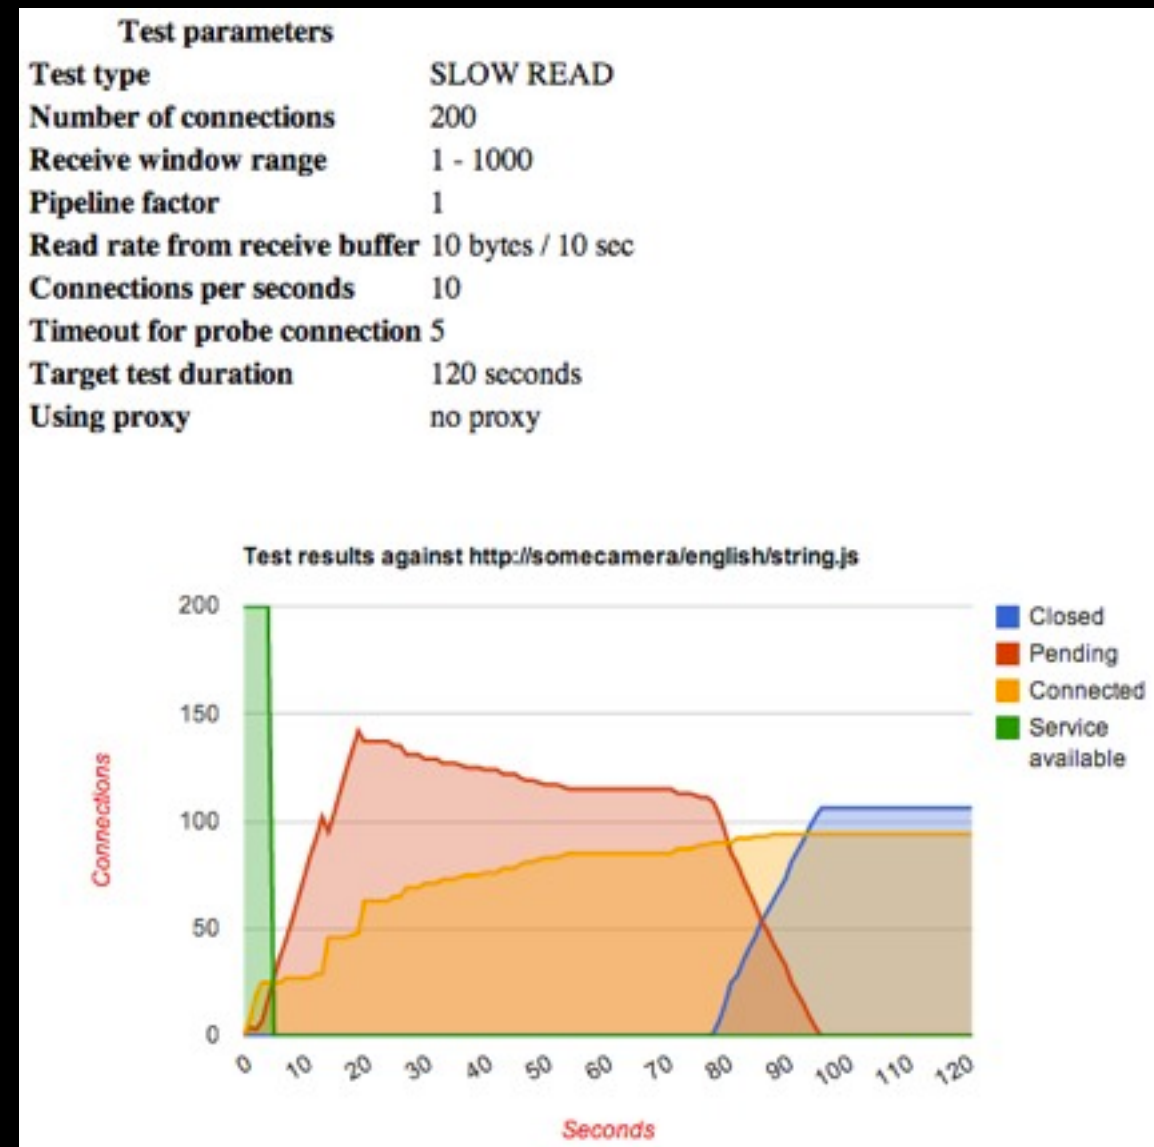 Test parameters
Test type SLOW READ
Number of connections 200
Receive window range 1 - 1000
Pipeline factor 1
Read rate from receive buffer 10 bytes / 10 sec
Connections per seconds 10
Timeout for probe connection 5
Target test duration 120 seconds
Using proxy no proxy
Test results against http://somecamera/english/string.js
200
150
100
50
0
Connections
0 10 20 30 40 50 60 70 80 90 100 110 120
Seconds
Closed
Pending
Connected
Service
available